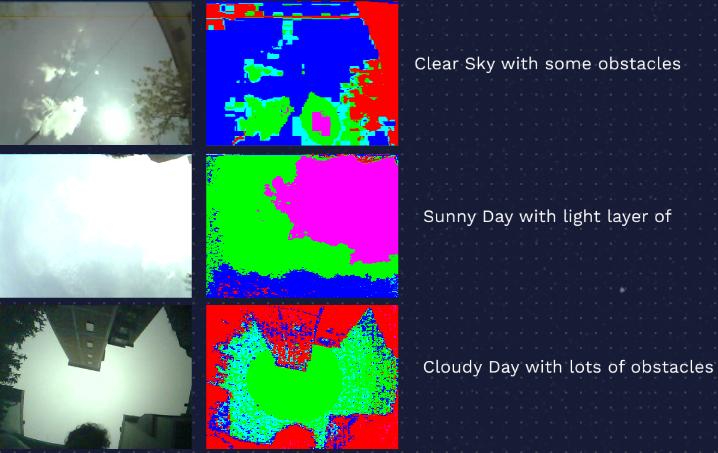 Clear Sky with some obstacles
Sunny Day with light layer of
Cloudy Day with lots of obstacles